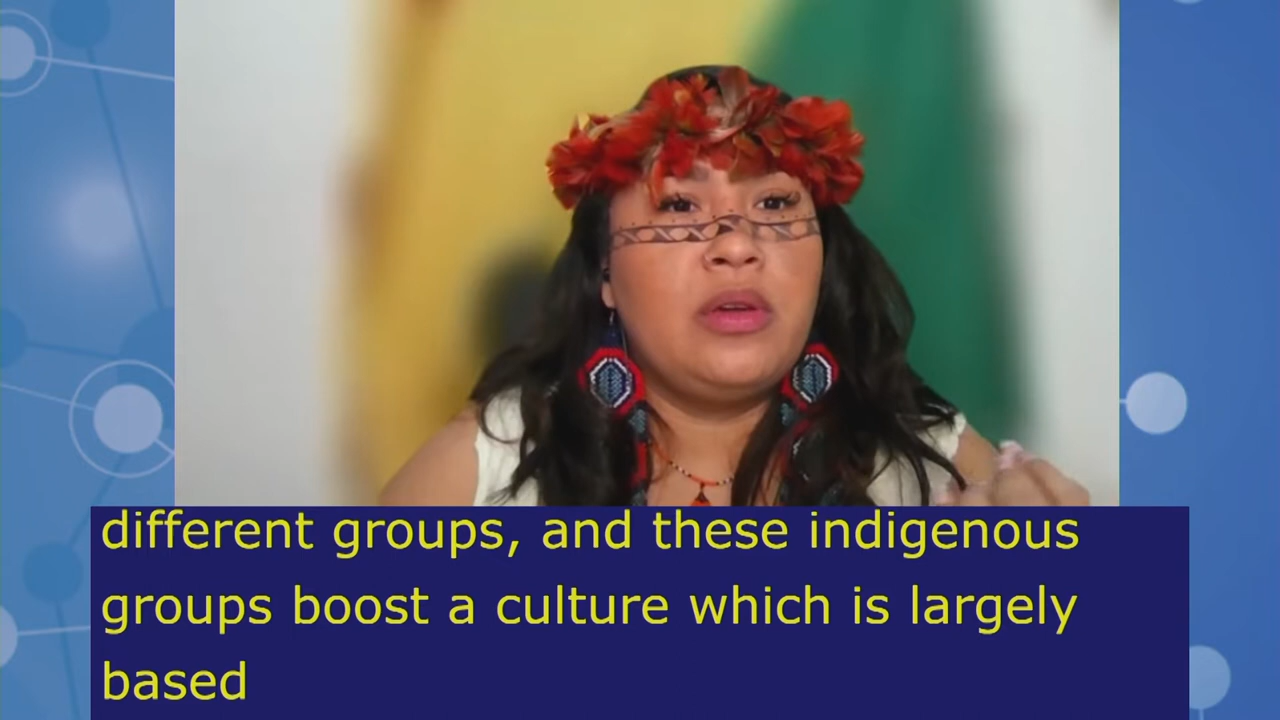 different groups, and these indigenous
groups boost a culture which is largely
based